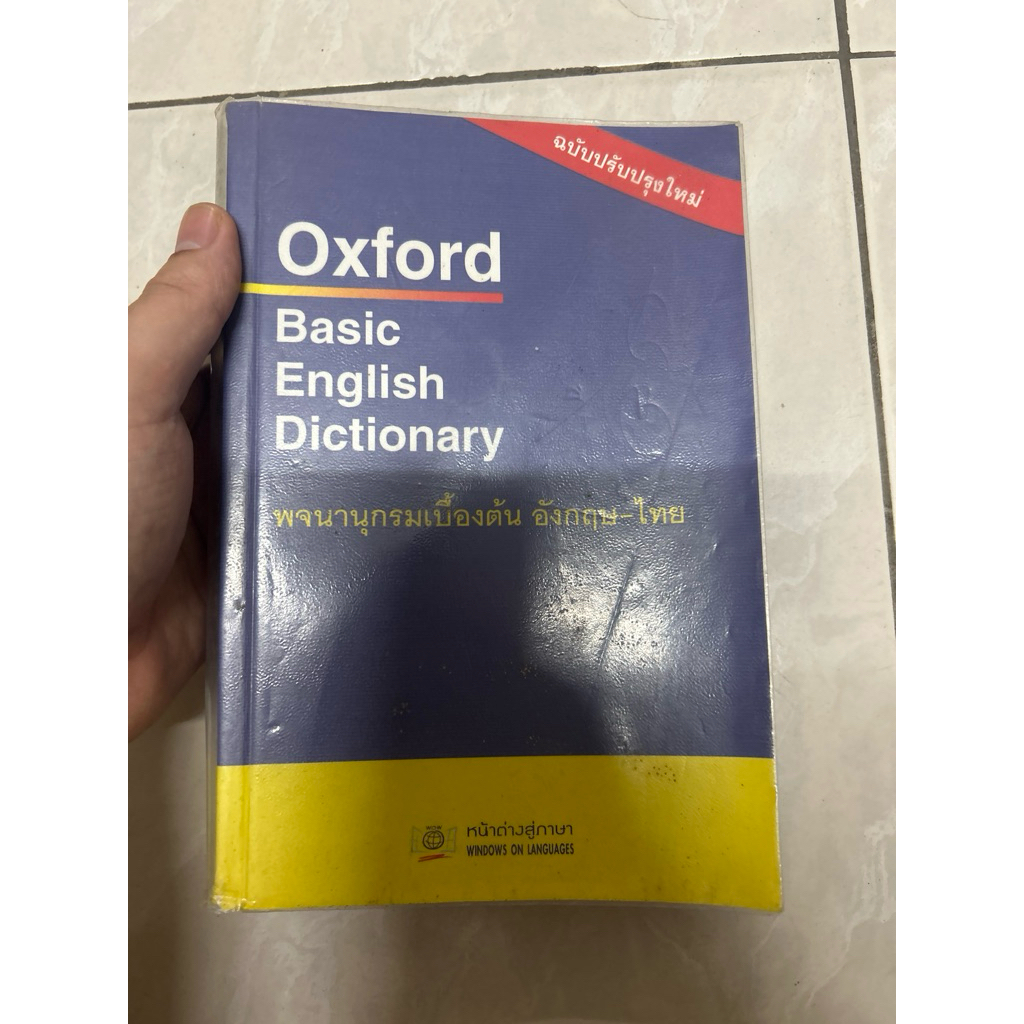 ฉบับปรับปรุงใหม่
Oxford
Basic
English
Dictionary
พจนานุกรมเบื้องต้น อังกฤษ-ไทย
WOW
หน้าต่างสู่ภาษา
WINDOWS ON LANGUAGES